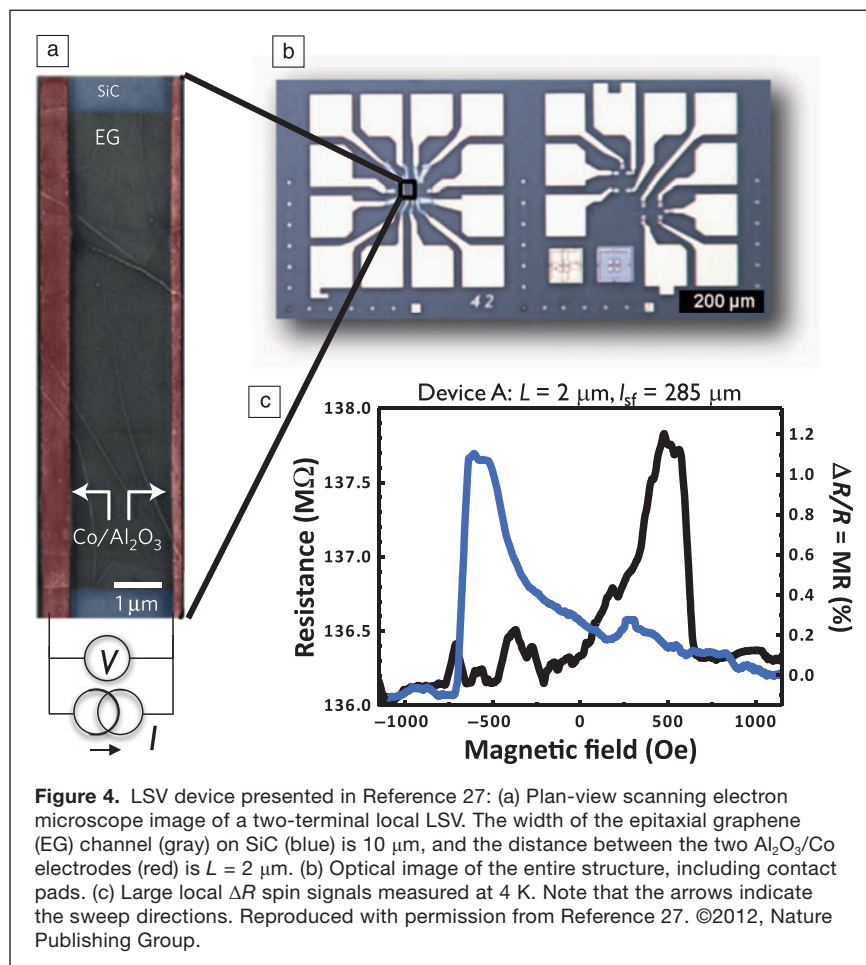 a
SiC
EG
Co/Al₂O₃
1 μm
V
I
b
42
200 μm
c
Device A: L = 2 μm, l_sf = 285 μm
138.0
137.5
137.0
136.5
136.0
Resistance (MΩ)
1.2
1.0
0.8
0.6
0.4
0.2
0.0
ΔR/R = MR (%)
−1000 −500 0 500 1000
Magnetic field (Oe)
Figure 4. LSV device presented in Reference 27: (a) Plan-view scanning electron
microscope image of a two-terminal local LSV. The width of the epitaxial graphene
(EG) channel (gray) on SiC (blue) is 10 μm, and the distance between the two Al₂O₃/Co
electrodes (red) is L = 2 μm. (b) Optical image of the entire structure, including contact
pads. (c) Large local ΔR spin signals measured at 4 K. Note that the arrows indicate
the sweep directions. Reproduced with permission from Reference 27. ©2012, Nature
Publishing Group.